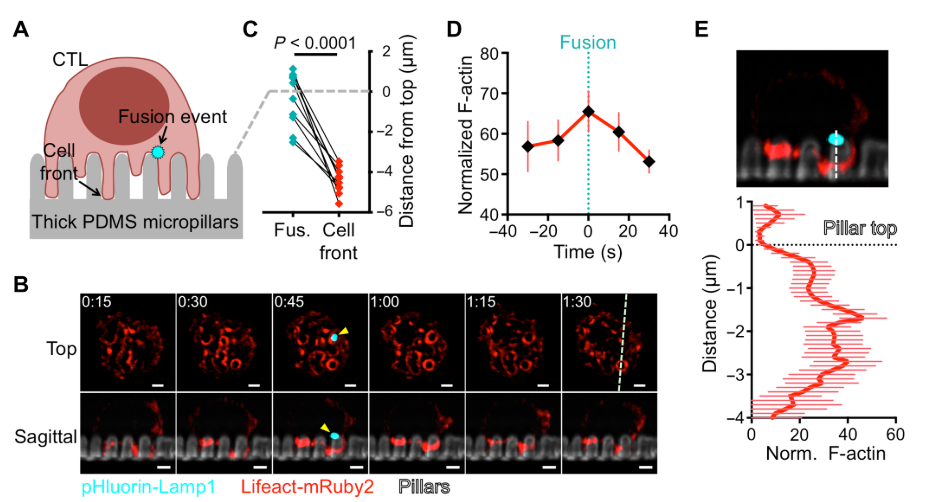 A
CTL
Fusion event
Cell
front
Thick PDMS micropillars
B
0:15 0:30 0:45 1:00 1:15 1:30
Top
Sagittal
pHluorin-Lamp1 Lifeact-mRuby2 Pillars
C
P < 0.0001
2
0
−2
−4
−6
Distance from top (μm)
Fus. Cell
front
D
Fusion
80
70
60
50
40
Normalized F-actin
−40 −20 0 20 40
Time (s)
E
1
Pillar top
0
−1
−2
−3
−4
Distance (μm)
0 20 40 60
Norm. F-actin